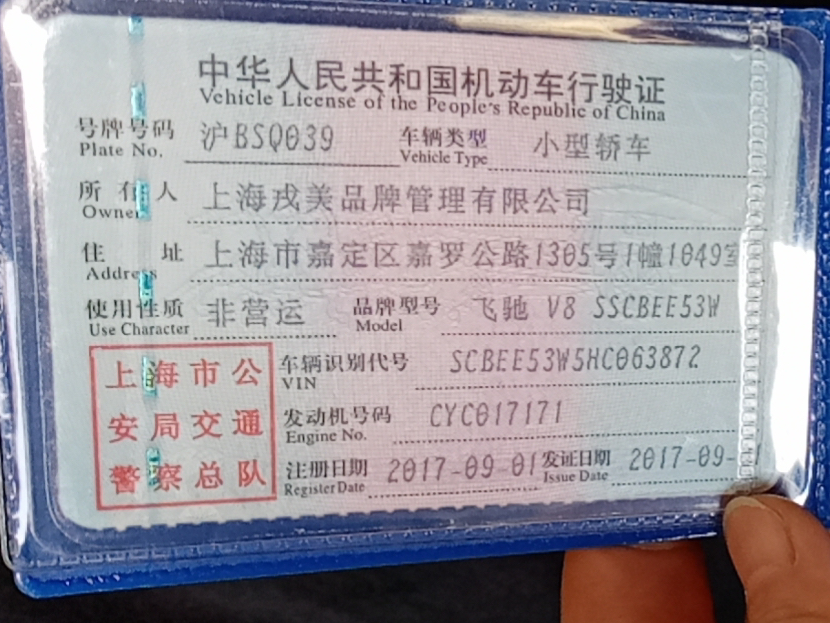 中华人民共和国机动车行驶证
Vehicle License of the People's Republic of China
号牌号码 沪BSQ039 车辆类型 小型轿车
Plate No. Vehicle Type
所有人 上海戎美品牌管理有限公司
Owner
住址 上海市嘉定区嘉罗公路1305号1幢1049室
Address
使用性质 非营运 品牌型号 飞驰 V8 SSCBEE53W
Use Character Model
上海市公安局交通警察总队
车辆识别代号 SCBEE53W5HC063872
VIN
发动机号码 CYC017171
Engine No.
注册日期 2017-09-01 发证日期 2017-09-
Register Date Issue Date